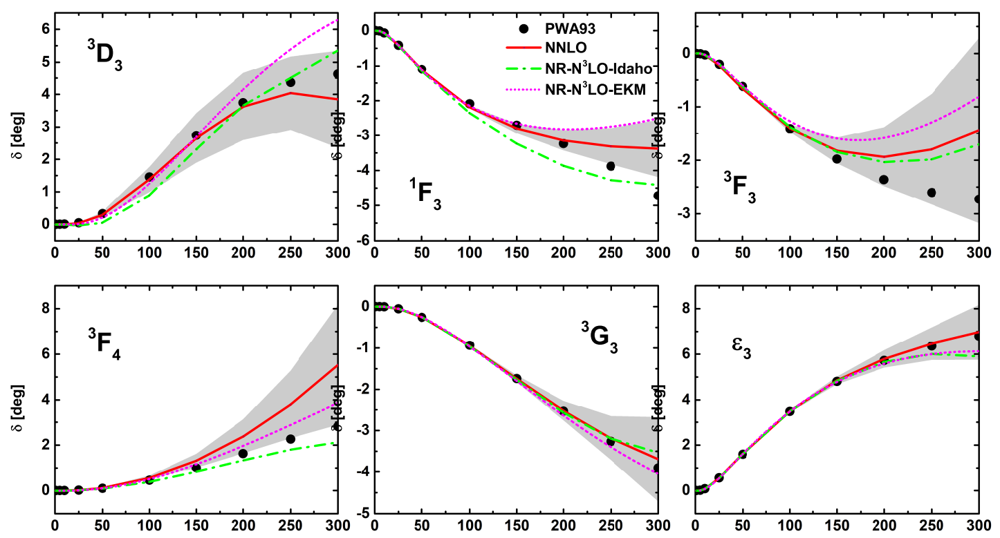 δ [deg]
6
5
4
3
2
1
0
³D₃
0 50 100 150 200 250 300
δ [deg]
0
-1
-2
-3
-4
-5
-6
PWA93
NNLO
NR-N³LO-Idaho
NR-N³LO-EKM
¹F₃
0 50 100 150 200 250 300
δ [deg]
0
-1
-2
-3
³F₃
0 50 100 150 200 250 300
δ [deg]
8
6
4
2
0
³F₄
0 50 100 150 200 250 300
δ [deg]
0
-1
-2
-3
-4
-5
³G₃
0 50 100 150 200 250 300
δ [deg]
8
6
4
2
0
ε₃
0 50 100 150 200 250 300